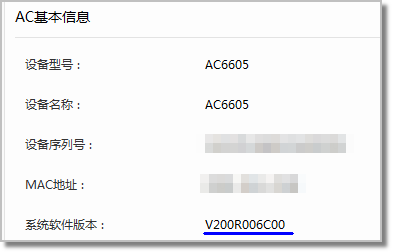 AC基本信息
设备型号： AC6605
设备名称： AC6605
设备序列号：
MAC地址：
系统软件版本： V200R006C00